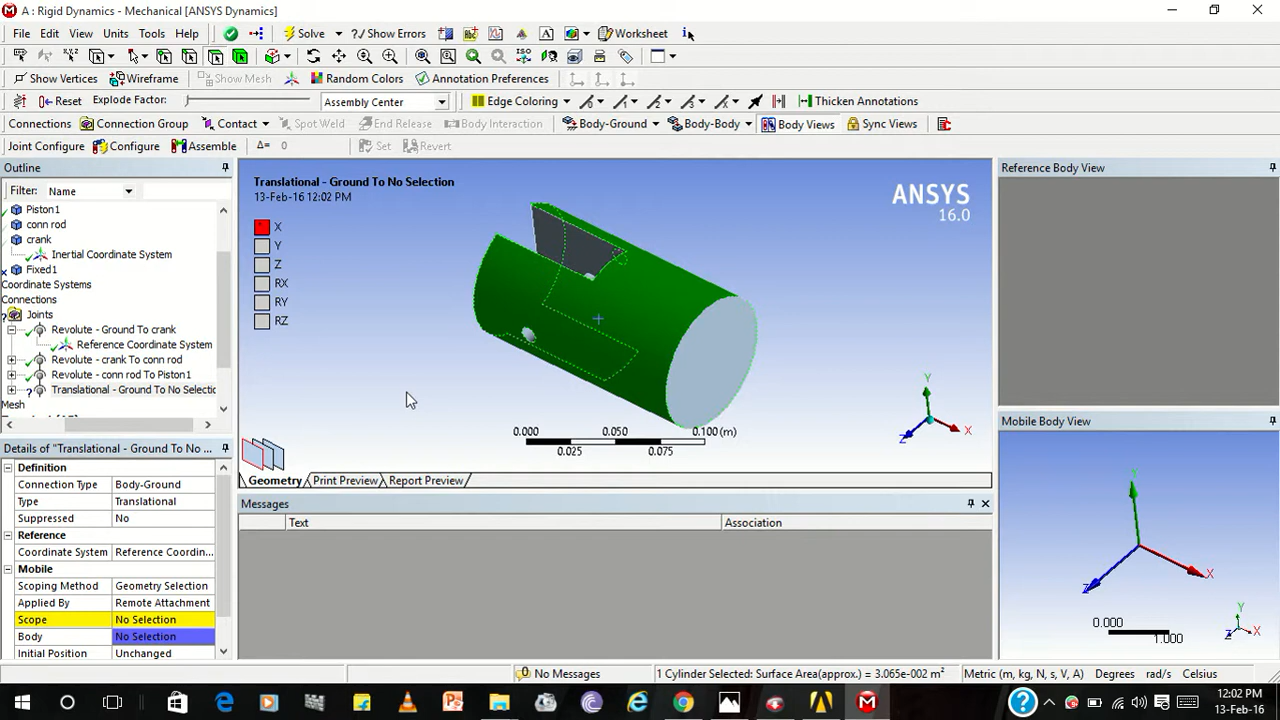 A : Rigid Dynamics - Mechanical [ANSYS Dynamics]
File Edit View Units Tools Help Solve Show Errors A Worksheet i
Show Vertices Wireframe Show Mesh Random Colors Annotation Preferences
Reset Explode Factor: Assembly Center Edge Coloring Thicken Annotations
Connections Connection Group Contact Spot Weld End Release Body Interaction Body-Ground Body-Body Body Views Sync Views
Joint Configure Configure Assemble Δ= 0 Set Revert
Outline
Filter: Name
Piston1
conn rod
crank
Inertial Coordinate System
Fixed1
Coordinate Systems
Connections
Joints
Revolute - Ground To crank
Reference Coordinate System
Revolute - crank To conn rod
Revolute - conn rod To Piston1
Translational - Ground To No Selectio
Mesh
Details of "Translational - Ground To No ...
Definition
Connection Type Body-Ground
Type Translational
Suppressed No
Reference
Coordinate System Reference Coordin...
Mobile
Scoping Method Geometry Selection
Applied By Remote Attachment
Scope No Selection
Body No Selection
Initial Position Unchanged
Translational - Ground To No Selection
13-Feb-16 12:02 PM
X
Y
Z
RX
RY
RZ
ANSYS
16.0
Y
X
Z
0.000 0.050 0.100 (m)
0.025 0.075
Geometry Print Preview Report Preview
Messages
Text Association
Reference Body View
Mobile Body View
Y
X
Z
0.000
1.000
Y
Z X
No Messages 1 Cylinder Selected: Surface Area(approx.) = 3.065e-002 m² Metric (m, kg, N, s, V, A) Degrees rad/s Celsius
12:02 PM
13-Feb-16